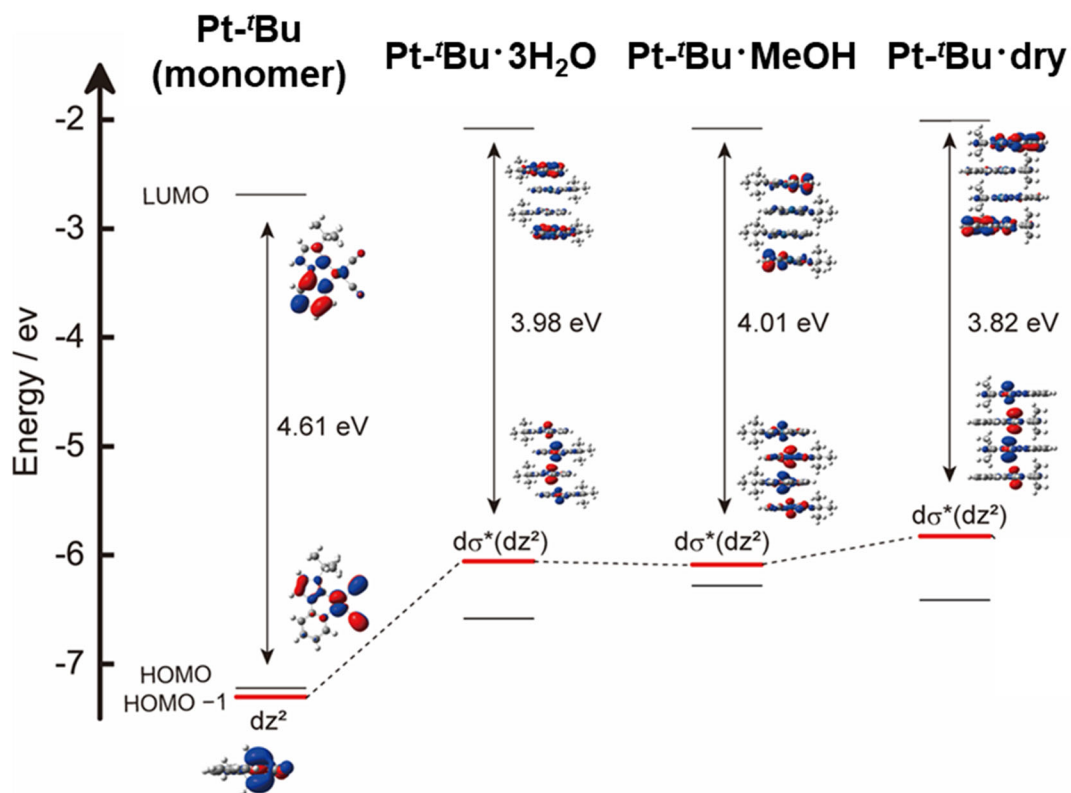 Pt-ᵗBu
(monomer)
Pt-ᵗBu·3H₂O
Pt-ᵗBu·MeOH
Pt-ᵗBu·dry
Energy / ev
-2
-3
-4
-5
-6
-7
LUMO
4.61 eV
HOMO
HOMO −1
dz²
3.98 eV
dσ*(dz²)
4.01 eV
dσ*(dz²)
3.82 eV
dσ*(dz²)